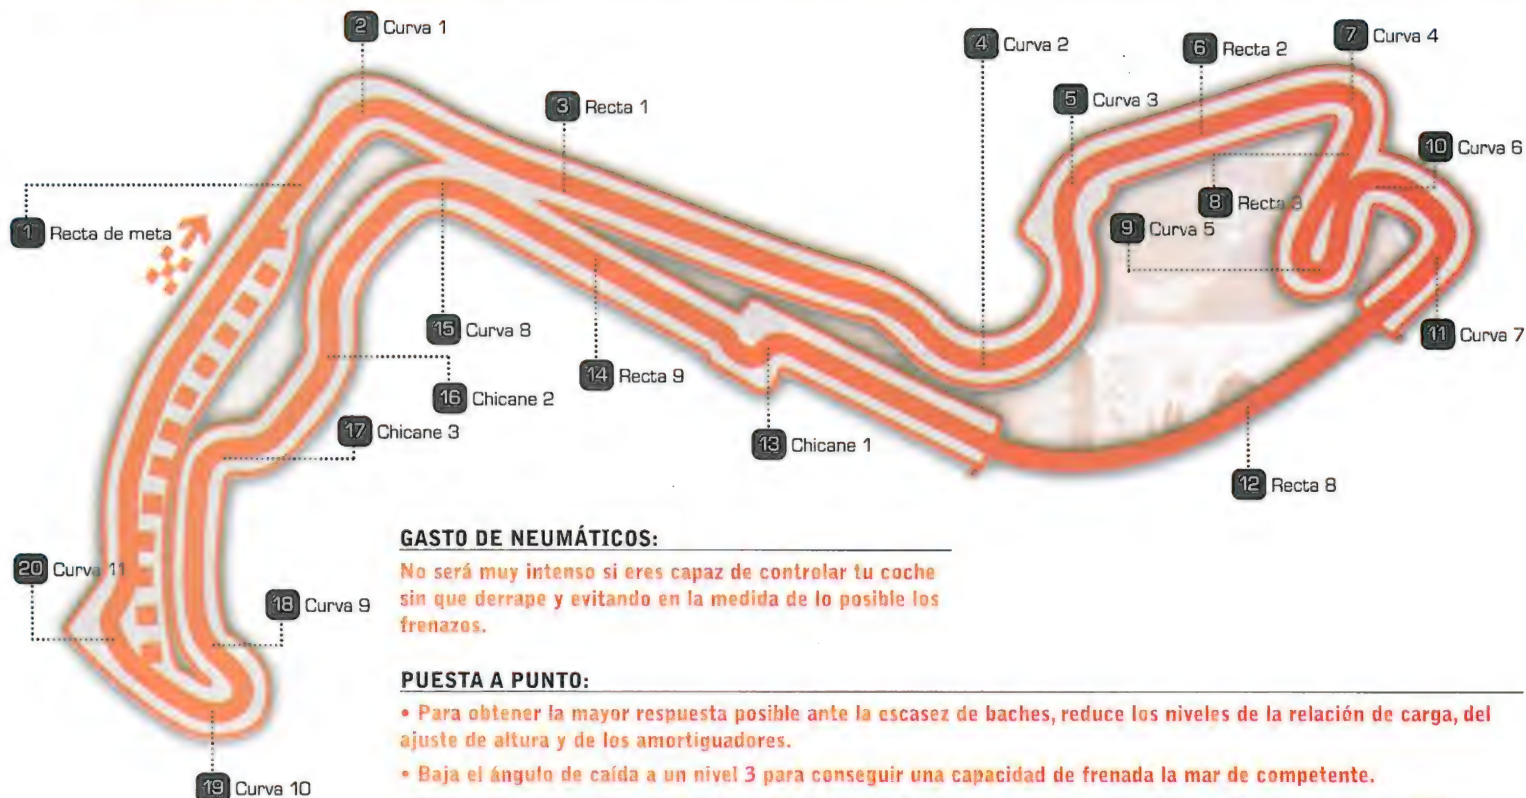 2 Curva 1
4 Curva 2
6 Recta 2
7 Curva 4
3 Recta 1
5 Curva 3
10 Curva 6
8 Recta 3
1 Recta de meta
9 Curva 5
15 Curva 8
11 Curva 7
14 Recta 9
16 Chicane 2
17 Chicane 3
13 Chicane 1
12 Recta 8
GASTO DE NEUMÁTICOS:
No será muy intenso si eres capaz de controlar tu coche
sin que derrape y evitando en la medida de lo posible los
frenazos.
20 Curva 11
18 Curva 9
PUESTA A PUNTO:
• Para obtener la mayor respuesta posible ante la escasez de baches, reduce los niveles de la relación de carga, del
ajuste de altura y de los amortiguadores.
• Baja el ángulo de caída a un nivel 3 para conseguir una capacidad de frenada la mar de competente.
19 Curva 10